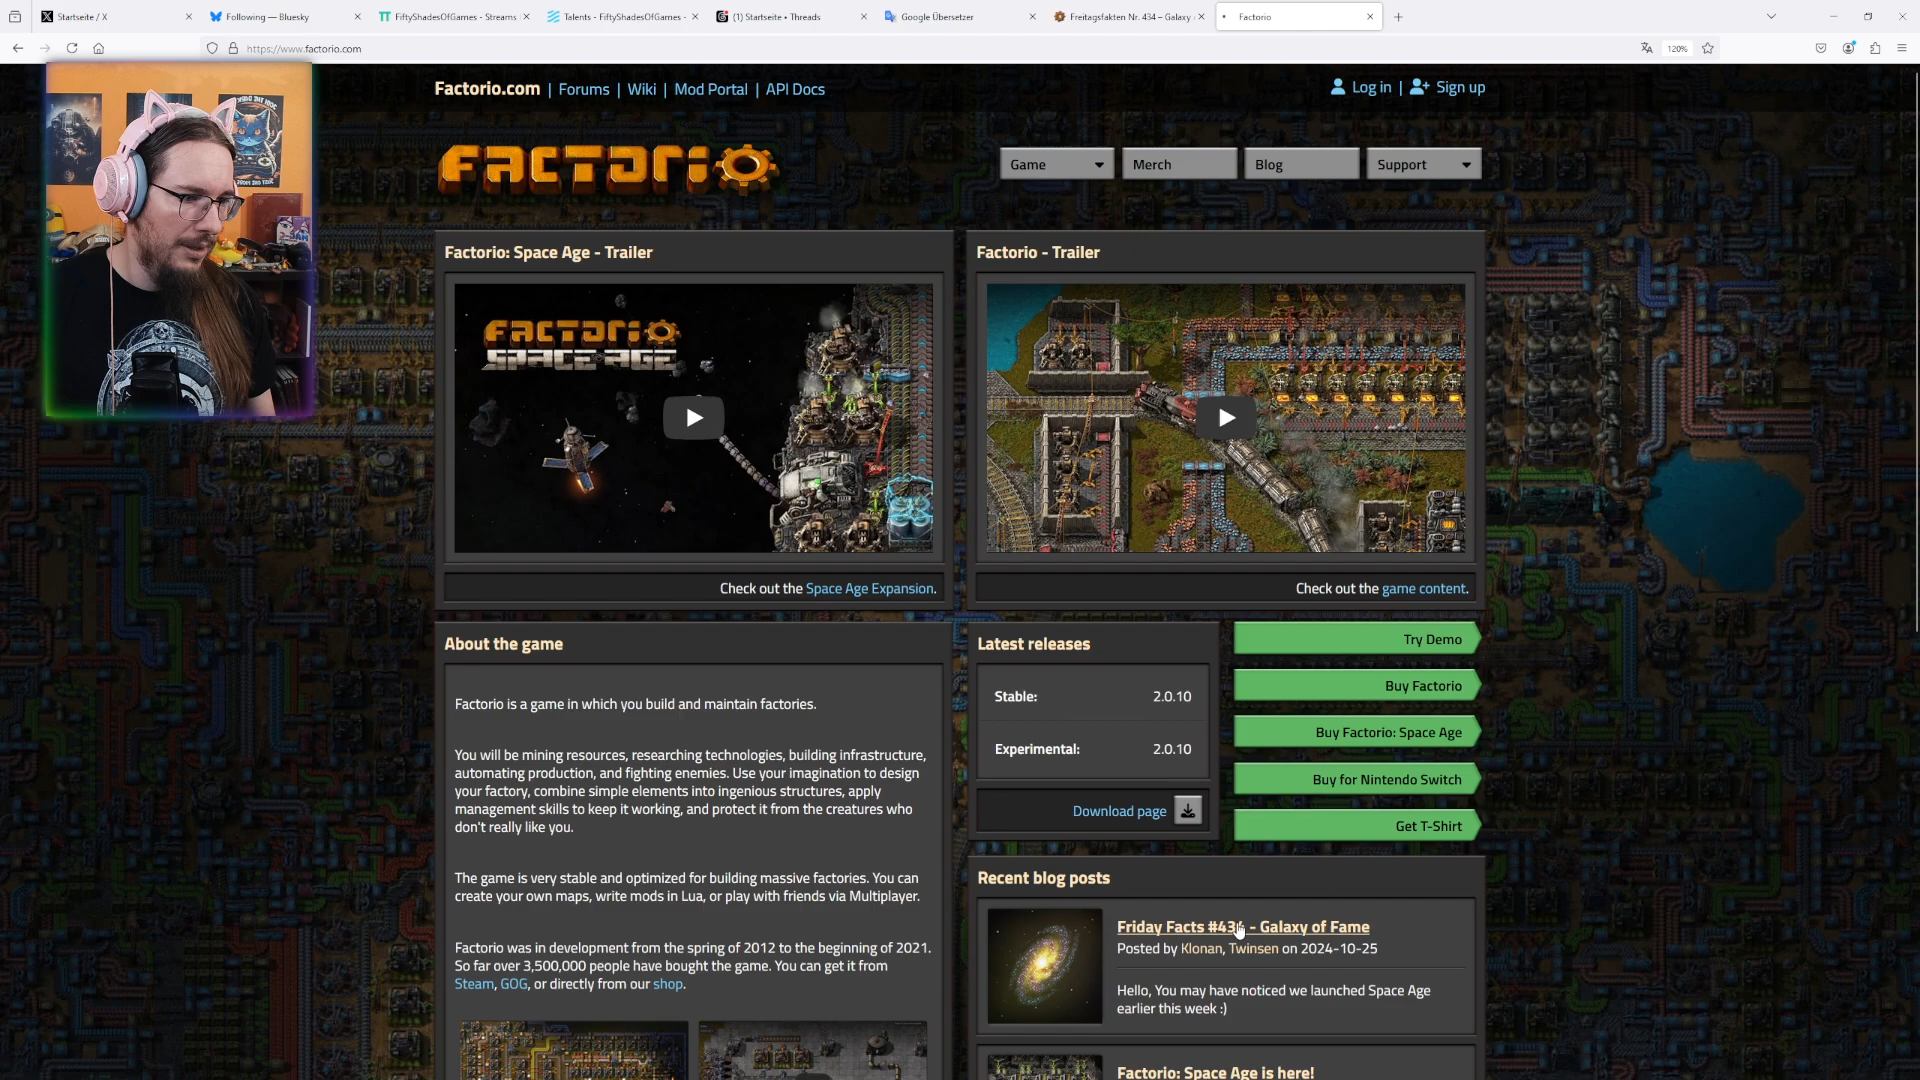 Startseite / X
Following — Bluesky
FiftyShadesOfGames - Streams
Talents - FiftyShadesOfGames -
(1) Startseite • Threads
Google Übersetzer
Freitagsfakten Nr. 434 – Galaxy
Factorio
https://www.factorio.com
120%
Factorio.com | Forums | Wiki | Mod Portal | API Docs
Log in | Sign up
FACTORIO
Game
Merch
Blog
Support
Factorio: Space Age - Trailer
Factorio - Trailer
FACTORIO
SPACE AGE
Check out the Space Age Expansion.
Check out the game content.
About the game
Factorio is a game in which you build and maintain factories.
You will be mining resources, researching technologies, building infrastructure,
automating production, and fighting enemies. Use your imagination to design
your factory, combine simple elements into ingenious structures, apply
management skills to keep it working, and protect it from the creatures who
don't really like you.
The game is very stable and optimized for building massive factories. You can
create your own maps, write mods in Lua, or play with friends via Multiplayer.
Factorio was in development from the spring of 2012 to the beginning of 2021.
So far over 3,500,000 people have bought the game. You can get it from
Steam, GOG, or directly from our shop.
Latest releases
Stable: 2.0.10
Experimental: 2.0.10
Download page
Try Demo
Buy Factorio
Buy Factorio: Space Age
Buy for Nintendo Switch
Get T-Shirt
Recent blog posts
Friday Facts #434 - Galaxy of Fame
Posted by Klonan, Twinsen on 2024-10-25
Hello, You may have noticed we launched Space Age
earlier this week :)
Factorio: Space Age is here!